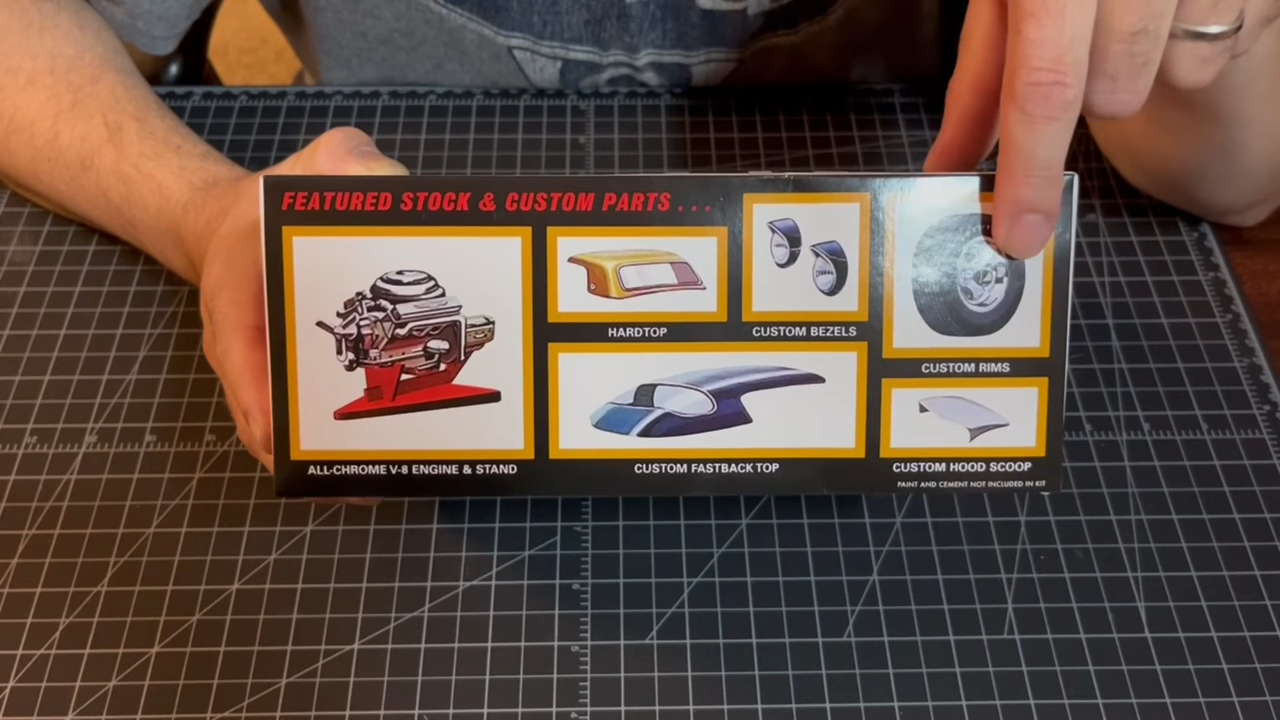 FEATURED STOCK & CUSTOM PARTS . . .
HARDTOP
CUSTOM BEZELS
CUSTOM RIMS
ALL-CHROME V-8 ENGINE & STAND
CUSTOM FASTBACK TOP
CUSTOM HOOD SCOOP
PAINT AND CEMENT NOT INCLUDED IN KIT